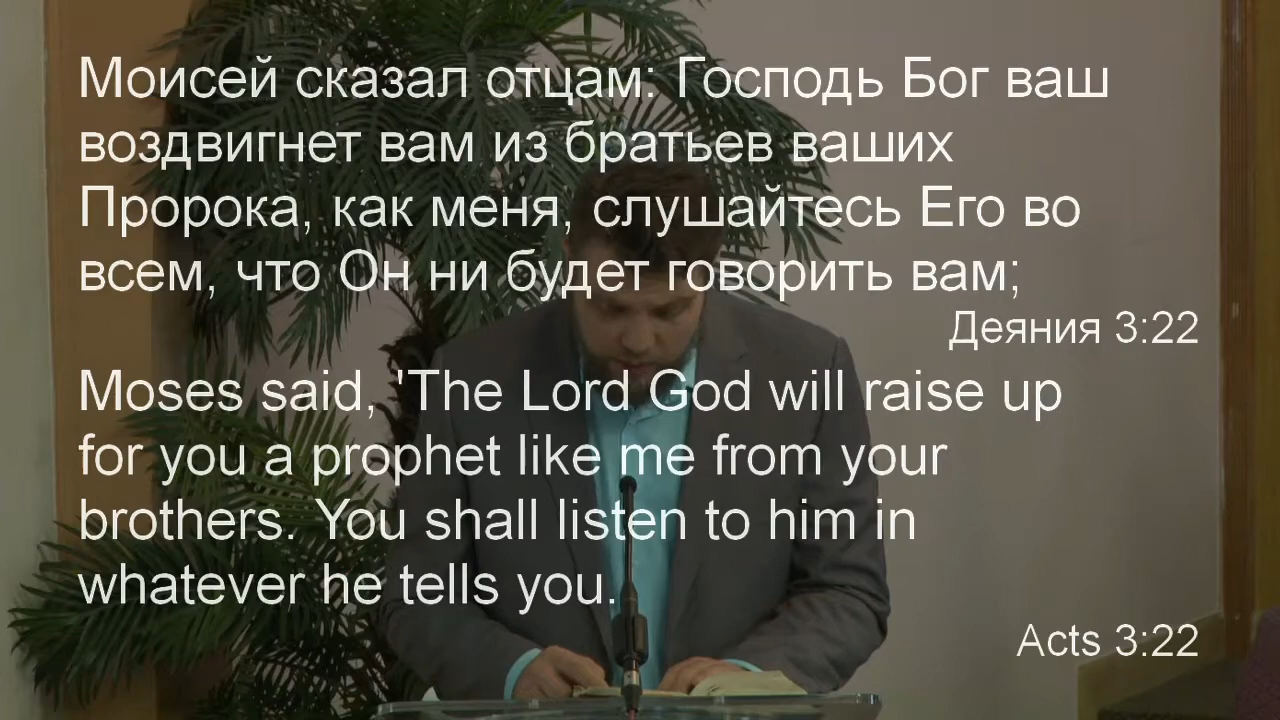 Моисей сказал отцам: Господь Бог ваш
воздвигнет вам из братьев ваших
Пророка, как меня, слушайтесь Его во
всем, что Он ни будет говорить вам;
Деяния 3:22
Moses said, 'The Lord God will raise up
for you a prophet like me from your
brothers. You shall listen to him in
whatever he tells you.
Acts 3:22